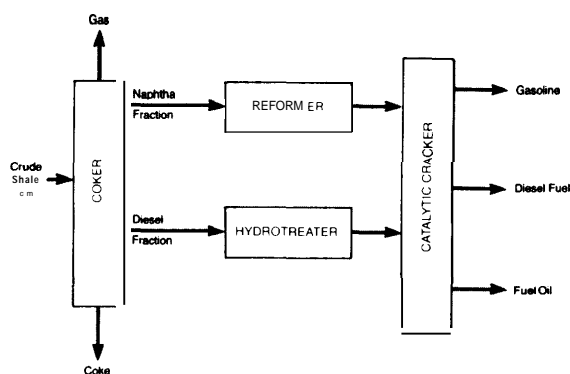 Gas
Naphtha
Fraction
REFORM ER
Gasoline
Crude
Shale
cm
COKER
CATALYTIC CRACKER
Diesel Fuel
Diesel
Fraction
HYDROTREATER
Fuel Oil
Coke